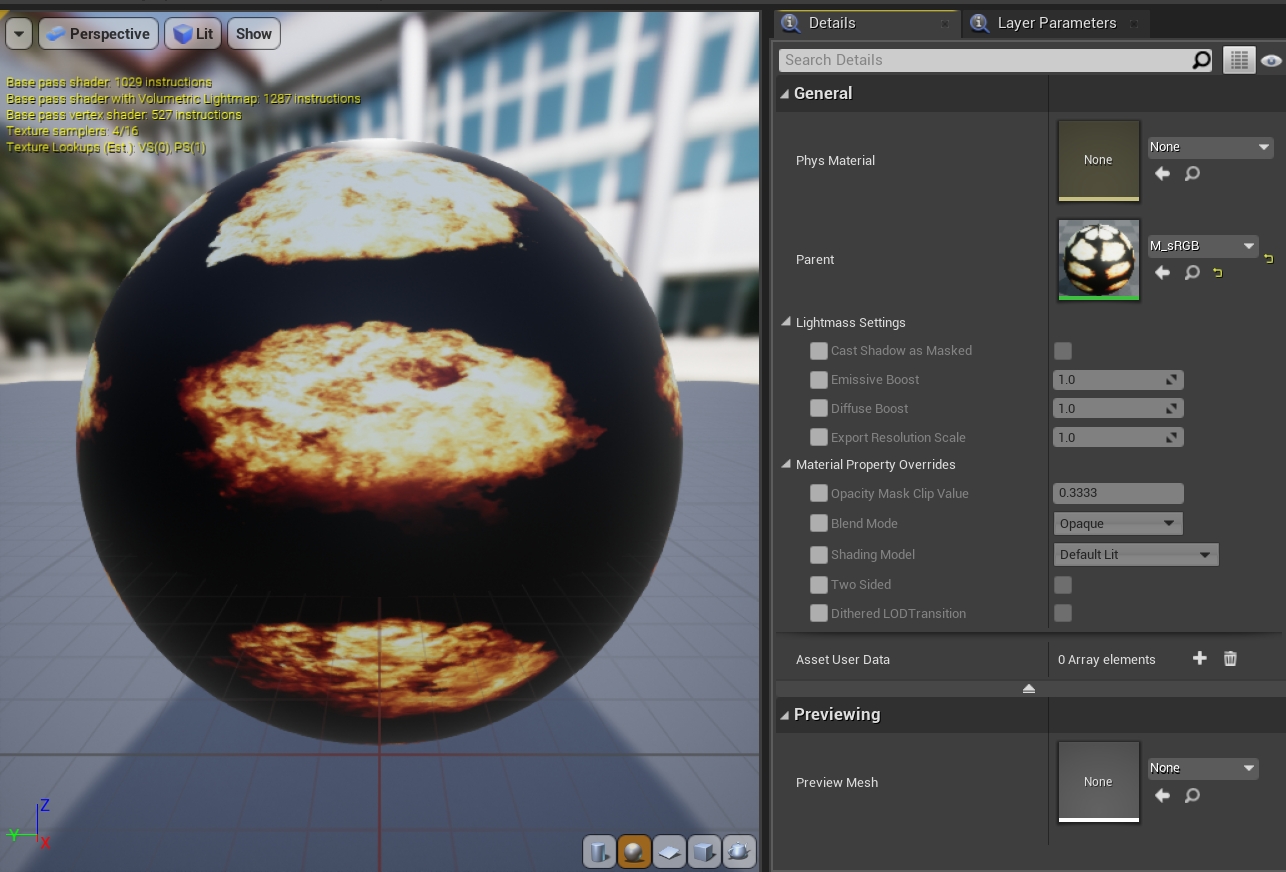 Perspective
Lit
Show
Base pass shader: 1029 instructions
Base pass shader with Volumetric Lightmap: 1287 instructions
Base pass vertex shader: 527 instructions
Texture samplers: 4/16
Texture Lookups (Est.): VS(0), PS(1)
Z
Y
X
Details
Layer Parameters
Search Details
General
Phys Material
None
None
Parent
M_sRGB
Lightmass Settings
Cast Shadow as Masked
Emissive Boost
1.0
Diffuse Boost
1.0
Export Resolution Scale
1.0
Material Property Overrides
Opacity Mask Clip Value
0.3333
Blend Mode
Opaque
Shading Model
Default Lit
Two Sided
Dithered LODTransition
Asset User Data
0 Array elements
Previewing
Preview Mesh
None
None